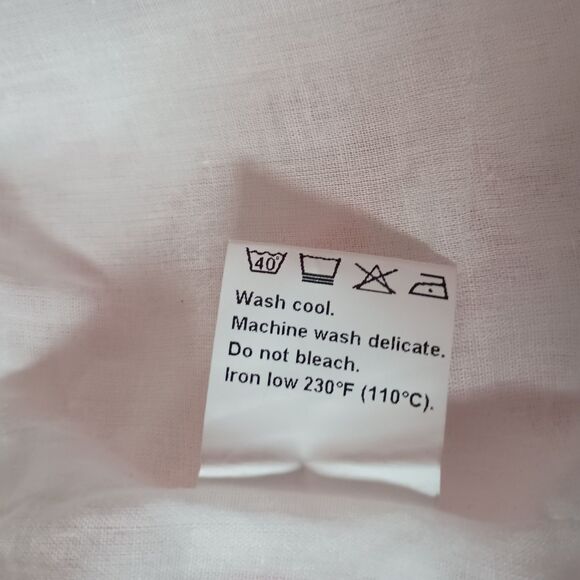 40°
Wash cool.
Machine wash delicate.
Do not bleach.
Iron low 230°F (110°C).